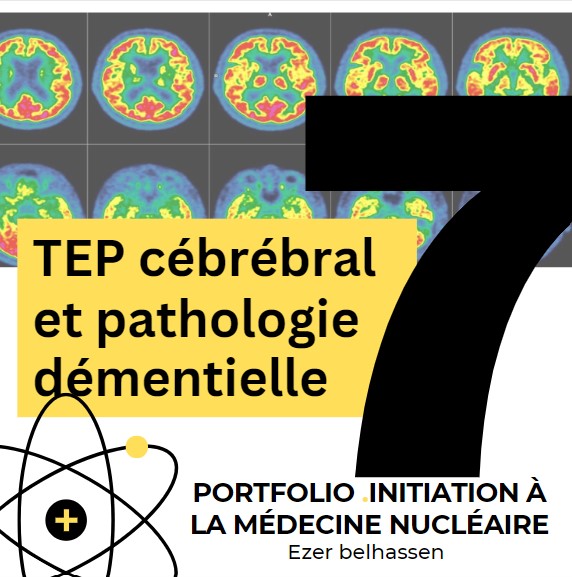 7
TEP cébrébral
et pathologie
démentielle
PORTFOLIO .INITIATION À
LA MÉDECINE NUCLÉAIRE
Ezer belhassen